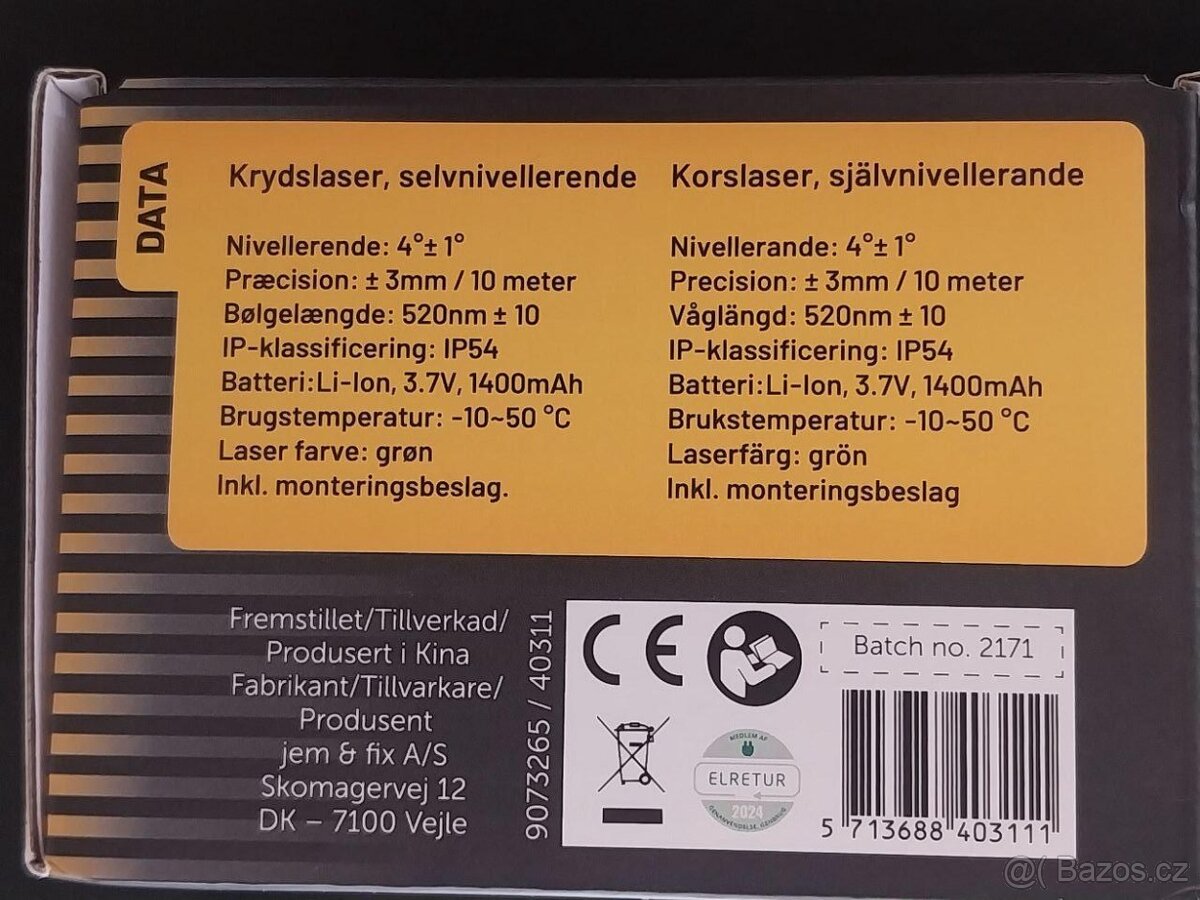 DATA
Krydslaser, selvnivellerende
Nivellerende: 4°± 1°
Præcision: ± 3mm / 10 meter
Bølgelængde: 520nm ± 10
IP-klassificering: IP54
Batteri:Li-Ion, 3.7V, 1400mAh
Brugstemperatur: -10~50 °C
Laser farve: grøn
Inkl. monteringsbeslag.
Korslaser, självnivellerande
Nivellerande: 4°± 1°
Precision: ± 3mm / 10 meter
Våglängd: 520nm ± 10
IP-klassificering: IP54
Batteri:Li-Ion, 3.7V, 1400mAh
Brukstemperatur: -10~50 °C
Laserfärg: grön
Inkl. monteringsbeslag
Fremstillet/Tillverkad/
Produsert i Kina
Fabrikant/Tillvarkare/
Produsent
jem & fix A/S
Skomagervej 12
DK – 7100 Vejle
9073265 / 40311
CE
Batch no. 2171
MEDLEM AF
ELRETUR
2024
5 713688 403111
@( Bazos.cz